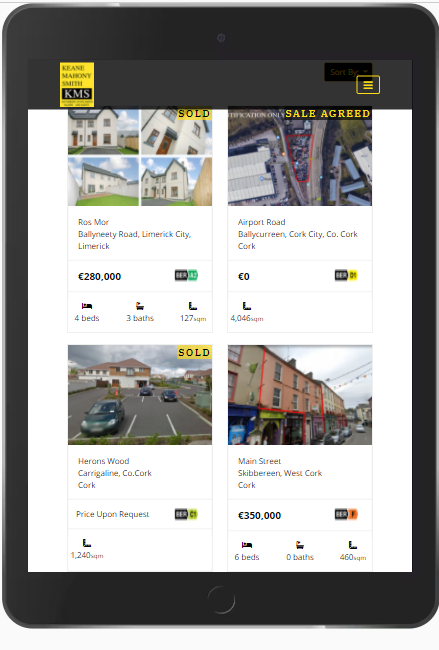 KEANE
MAHONY
SMITH
KMS
Sort By
SOLD
TIFICATION ONLY SALE AGREED
Ros Mor
Ballyneety Road, Limerick City,
Limerick
Airport Road
Ballycurreen, Cork City, Co. Cork
Cork
€280,000
BER A2
€0
BER D1
4 beds
3 baths
127sqm
4,046sqm
SOLD
Herons Wood
Carrigaline, Co.Cork
Cork
Main Street
Skibbereen, West Cork
Cork
Price Upon Request
BER C1
€350,000
BER F
1,240sqm
6 beds
0 baths
460sqm